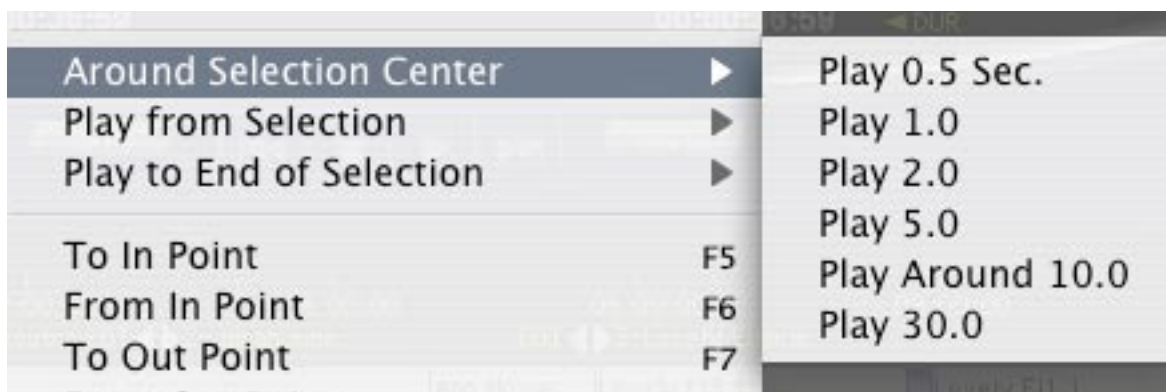 DUR
Around Selection Center
Play from Selection
Play to End of Selection
To In Point F5
From In Point F6
To Out Point F7
Play 0.5 Sec.
Play 1.0
Play 2.0
Play 5.0
Play Around 10.0
Play 30.0